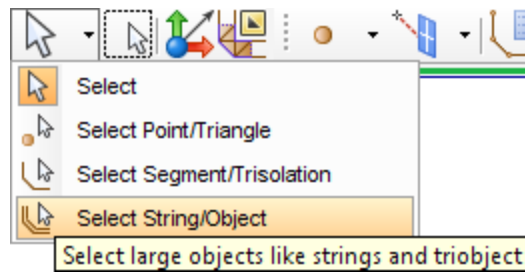 Select
Select Point/Triangle
Select Segment/Trisolation
Select String/Object
Select large objects like strings and triobject